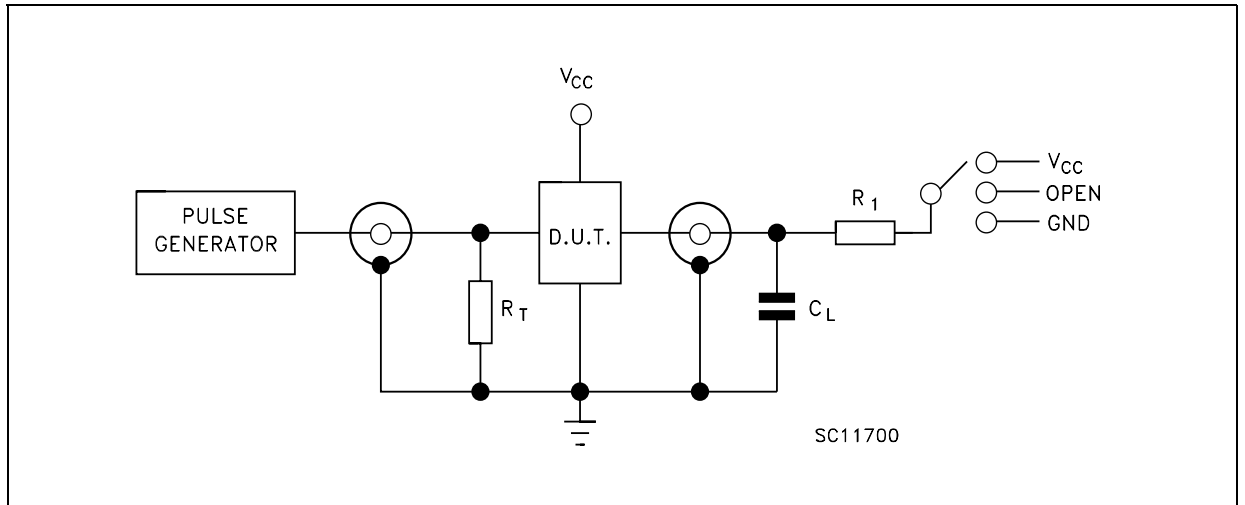 VCC
PULSE
GENERATOR
D.U.T.
RT
CL
R1
VCC
OPEN
GND
SC11700